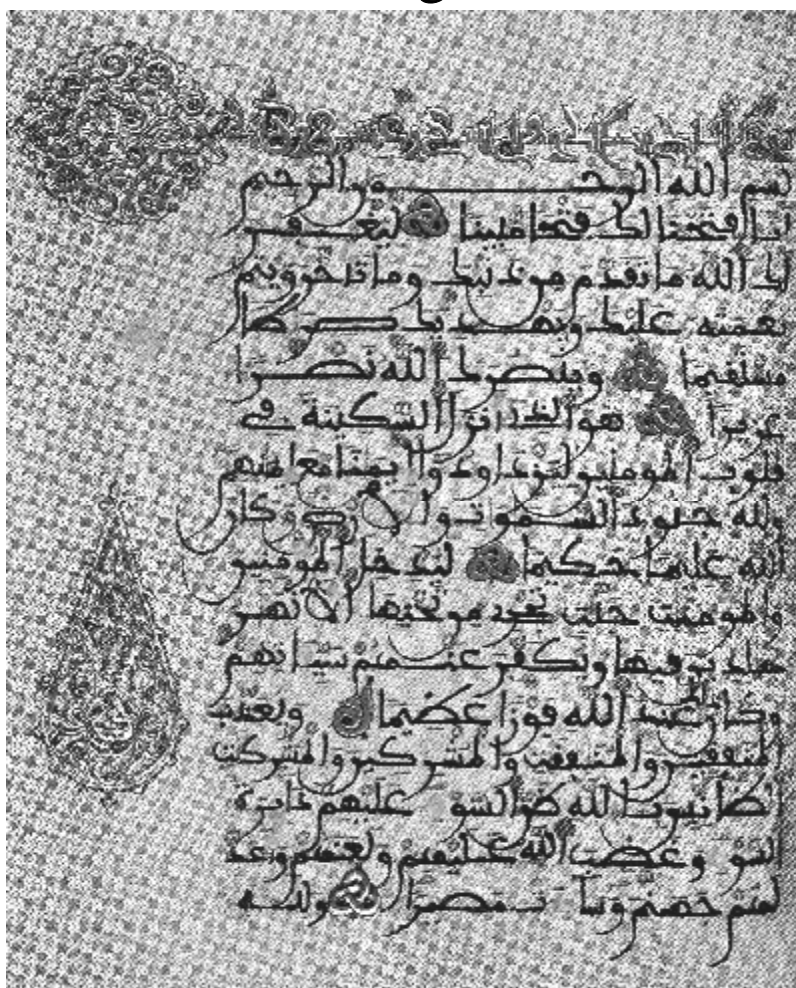 بسم الله الرحمن الرحيم
انا فتحنا لك فتحا مبينا ليغفر
لك الله ما تقدم من ذنبك وما تاخر ويتم
نعمته عليك ويهديك صرطا
مستقيما وينصرك الله نصرا
عزيزا هو الذي انزل السكينة في
قلوب المومنين ليزدادوا ايمنا مع ايمنهم
ولله جنود السموت والارض وكان
الله عليما حكيما ليدخل المومنين
والمومنت جنت تجري من تحتها الانهر
خلدين فيها ويكفر عنهم سياتهم
وكان ذلك عند الله فوزا عظيما ويعذب
المنفقين والمنفقت والمشركين والمشركت
الظانين بالله ظن السوء عليهم دايرة
السوء وغضب الله عليهم ولعنهم واعد
لهم جهنم وساءت مصيرا ولله